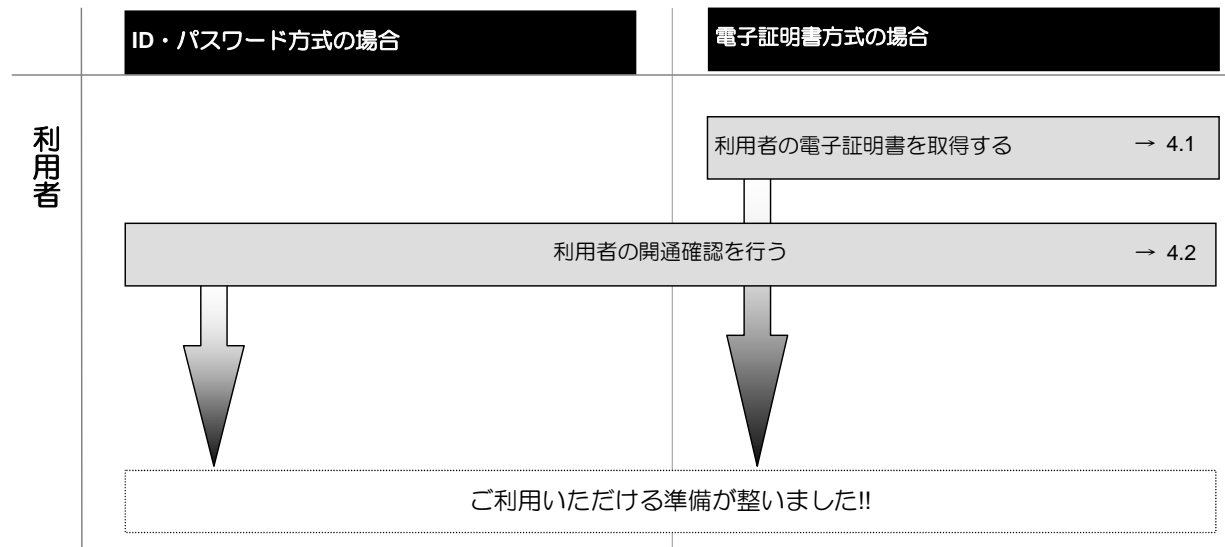 ID・パスワード方式の場合
電子証明書方式の場合
利用者
利用者の電子証明書を取得する → 4.1
利用者の開通確認を行う → 4.2
ご利用いただける準備が整いました!!